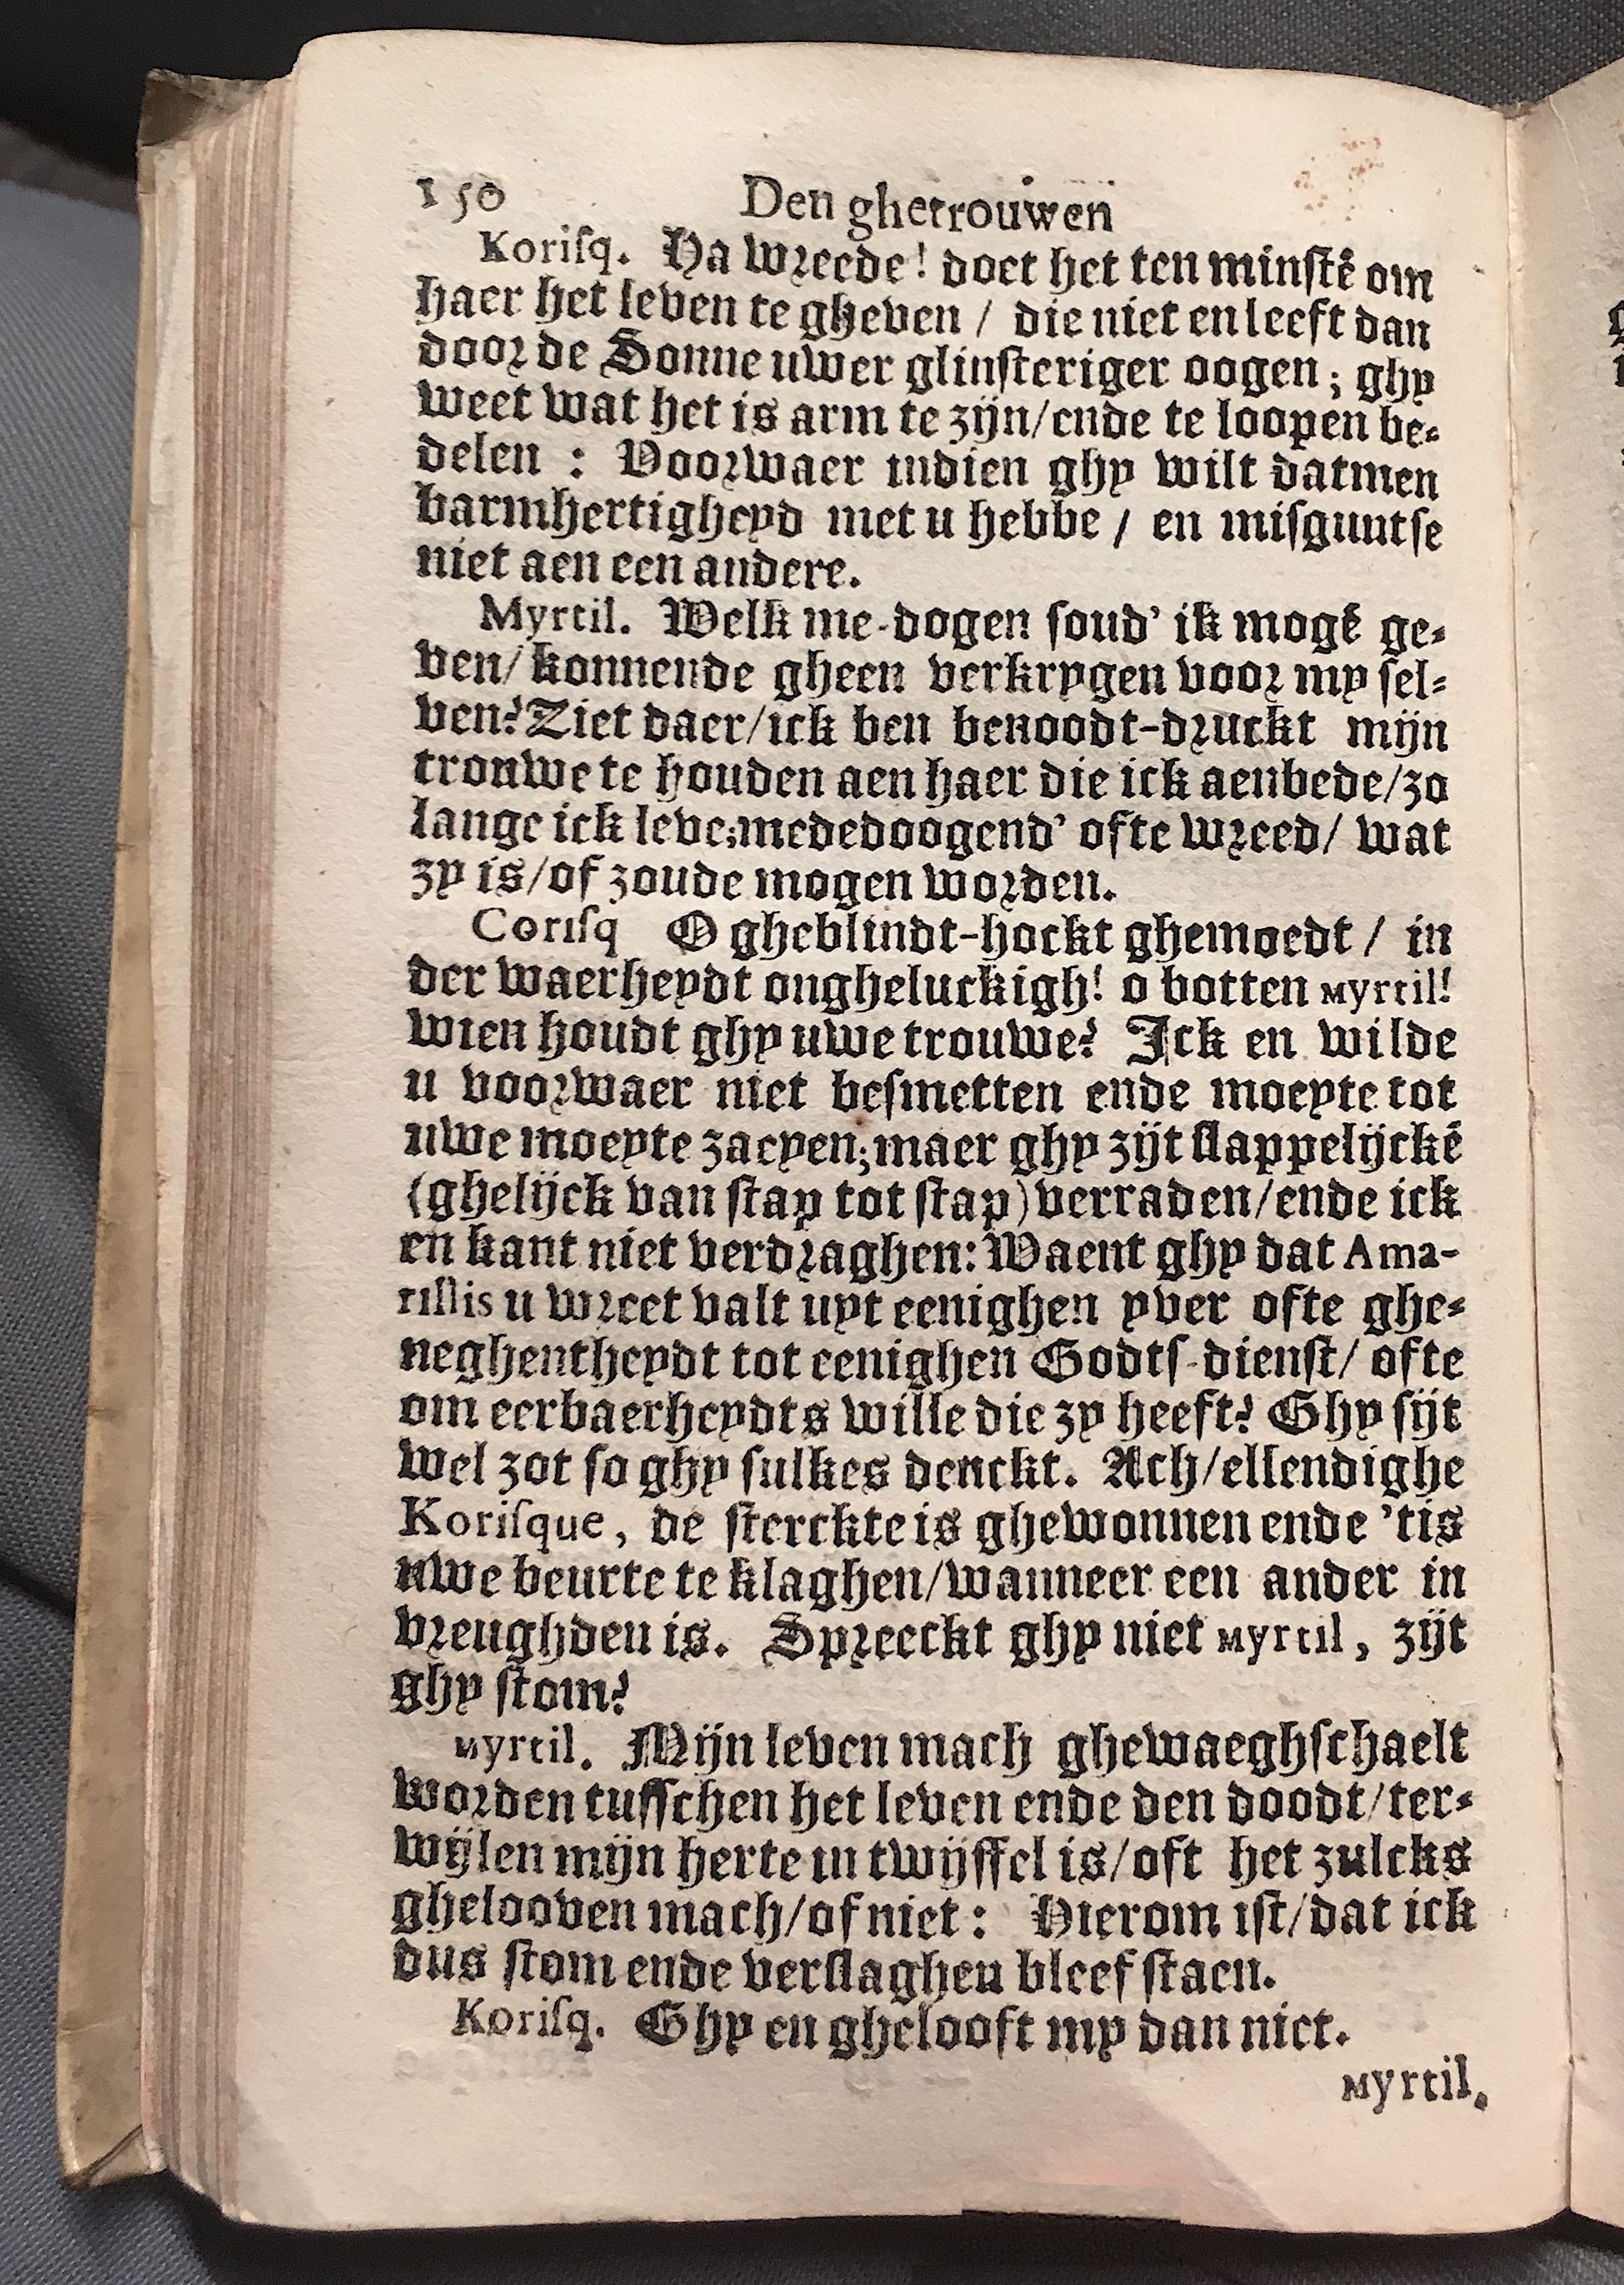 150 Den ghetrouwen
Koriſq. Ha wreede! doet het ten minſtē om
haer het leven te gheven / die niet en leeft dan
door de Sonne uwer glinſteriger oogen; ghy
weet wat het is arm te zijn/ende te loopen be-
delen : Voorwaer indien ghy wilt datmen
barmhertigheyd met u hebbe / en miſguntſe
niet aen een andere.
Myrtil. Welk me-dogen ſoud' ik mogē ge-
ven/ konnende gheen verkrygen voor my ſel-
ven? Ziet daer/ick ben benoodt-druckt mijn
trouwe te houden aen haer die ick aenbede/zo
lange ick leve;mededoogend' ofte wreed/ wat
zy is/of zoude mogen worden.
Coriſq O gheblindt-hockt ghemoedt / in
der waerheydt ongheluckigh! o botten Myrtil!
wien houdt ghy uwe trouwe? Ick en wilde
u voorwaer niet beſmetten ende moeyte tot
uwe moeyte zaeyen;maer ghy zijt ſlappelijckē
(ghelijck van ſtap tot ſtap) verraden/ende ick
en kant niet verdraghen: Waent ghy dat Ama-
rillis u wreet valt uyt eenighen yver ofte ghe-
neghentheydt tot eenighen Godtſ-dienſt/ ofte
om eerbaerheydts wille die zy heeft? Ghy ſijt
wel zot ſo ghy ſulkes denckt. Ach/ellendighe
Koriſque, de ſterckte is ghewonnen ende 'tis
uwe beurte te klaghen/wanneer een ander in
vreughden is. Spreeckt ghy niet Myrtil, zijt
ghy ſtom?
Myrtil. Mijn leven mach ghewaeghſchaelt
worden tuſſchen het leven ende den doodt/ter-
wijlen mijn herte in twijffel is/oft het zulcks
ghelooven mach/of niet : Hierom iſt/dat ick
dus ſtom ende verſlaghen bleef ſtaen.
Koriſq. Ghy en ghelooft my dan niet.
Myrtil.